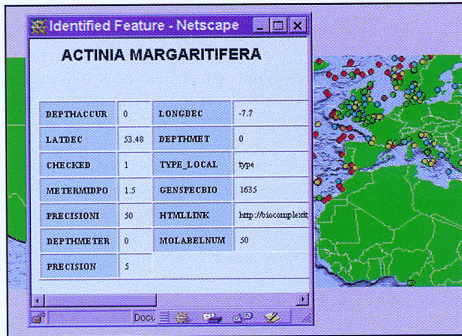 Identified Feature - Netscape
ACTINIA MARGARITIFERA
DEPTHACCUR 0 LONGDEC -7.7
LATDEC 53.48 DEPTHMET 0
CHECKED 1 TYPE_LOCAL type
METERMIDPO 1.5 GENSPECBIO 1635
PRECISIONI 50 HTMLLINK http://biocomplexit
DEPTHMETER 0 MOLABELNUM 50
PRECISION 5
Docu